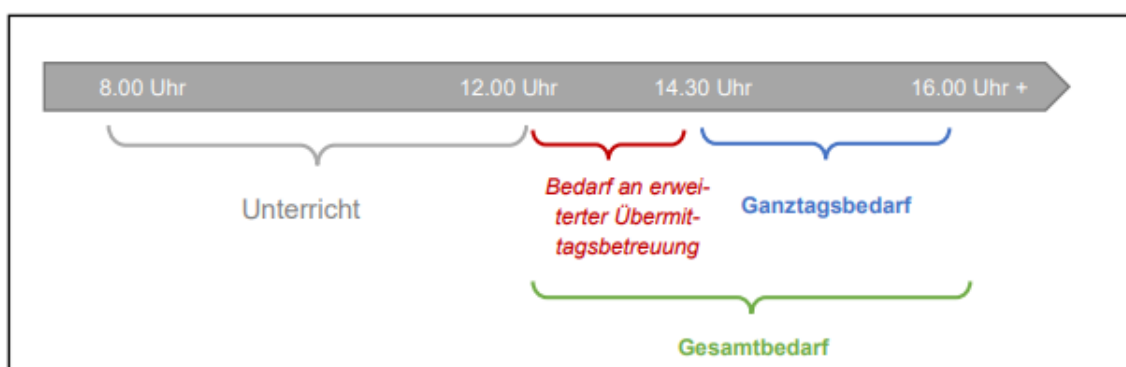 8.00 Uhr 12.00 Uhr 14.30 Uhr 16.00 Uhr +
Unterricht
Bedarf an erwei-
terter Übermit-
tagsbetreuung
Ganztagsbedarf
Gesamtbedarf